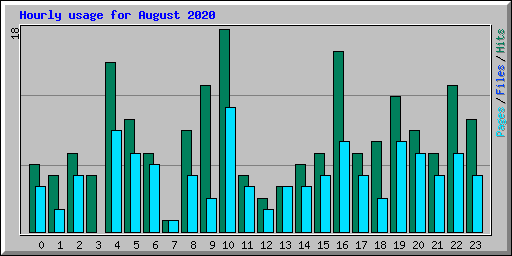 Hourly usage for August 2020
18
Pages/Files/Hits
0 1 2 3 4 5 6 7 8 9 10 11 12 13 14 15 16 17 18 19 20 21 22 23